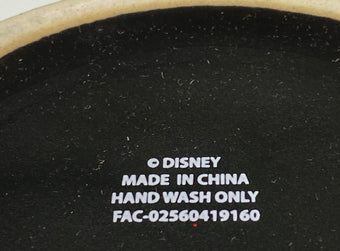 © DISNEY
MADE IN CHINA
HAND WASH ONLY
FAC-02560419160